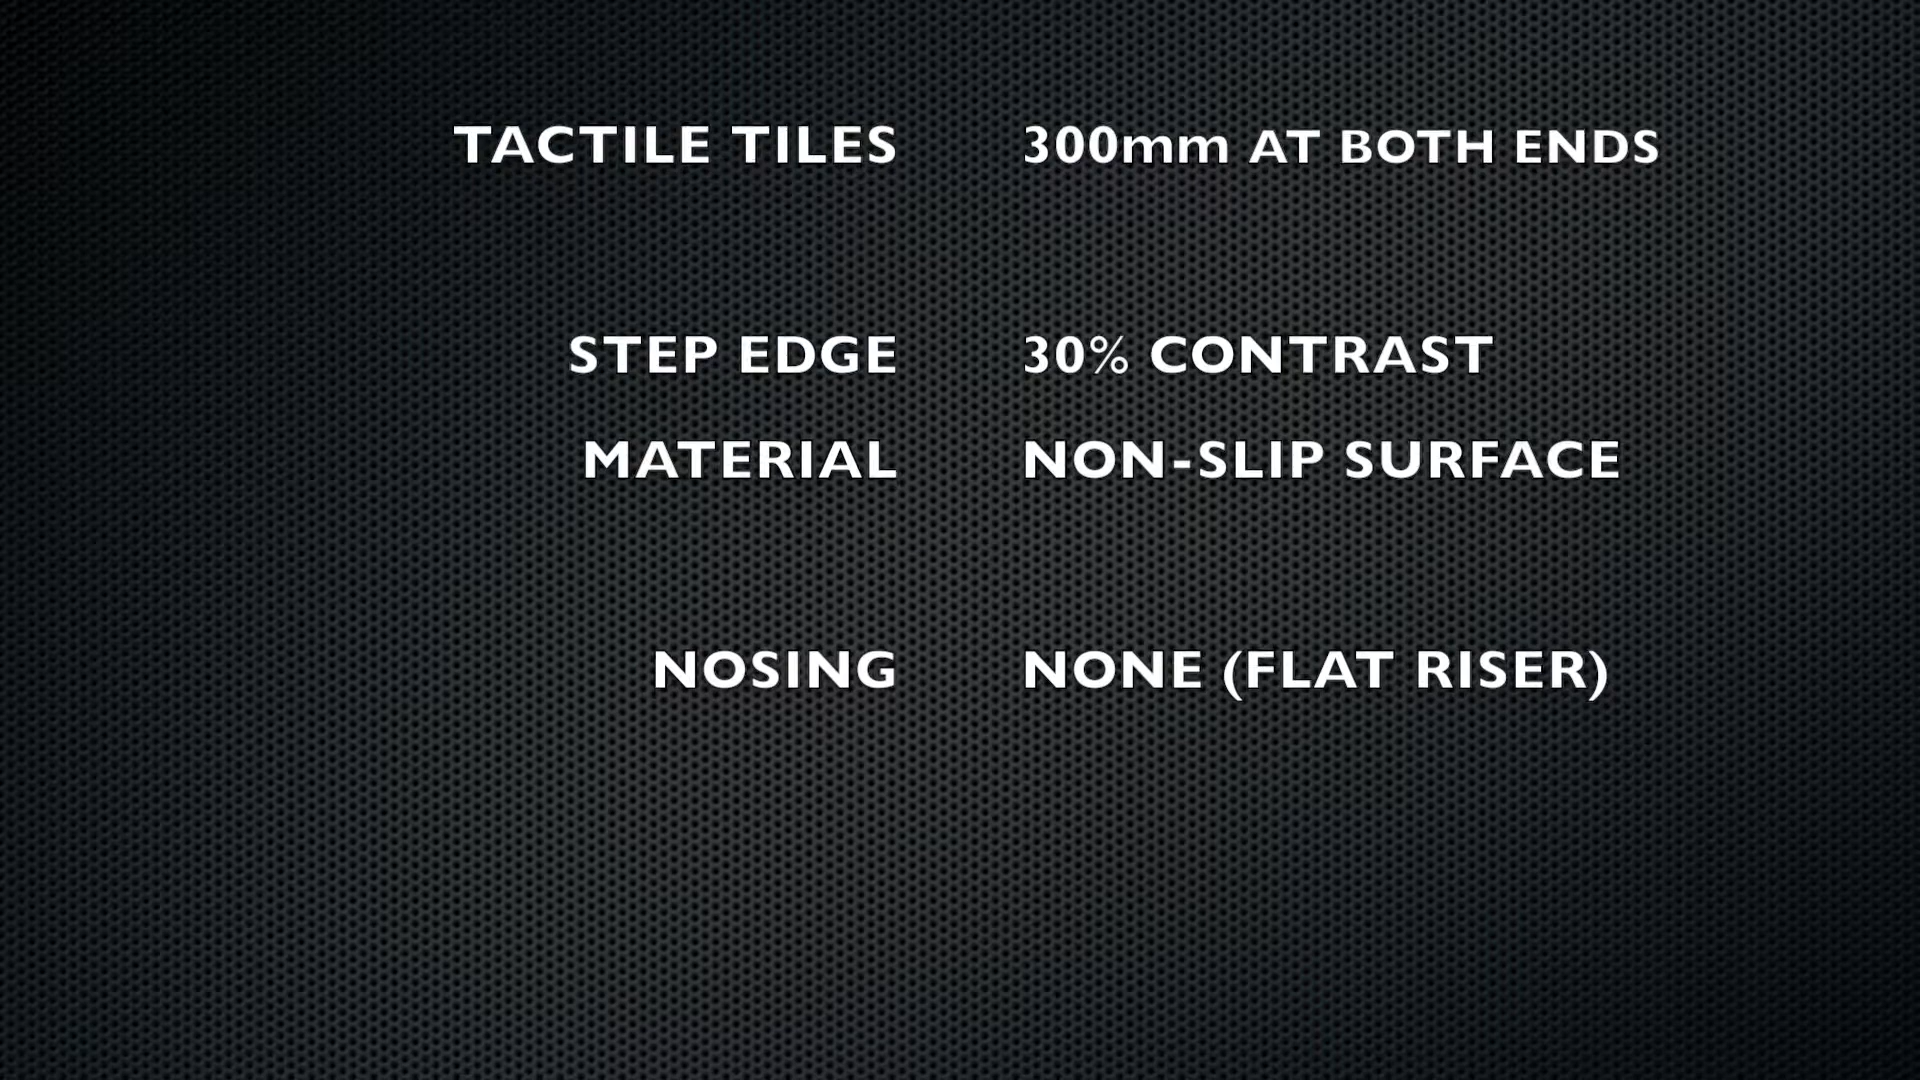 TACTILE TILES 300mm AT BOTH ENDS
STEP EDGE 30% CONTRAST
MATERIAL NON-SLIP SURFACE
NOSING NONE (FLAT RISER)